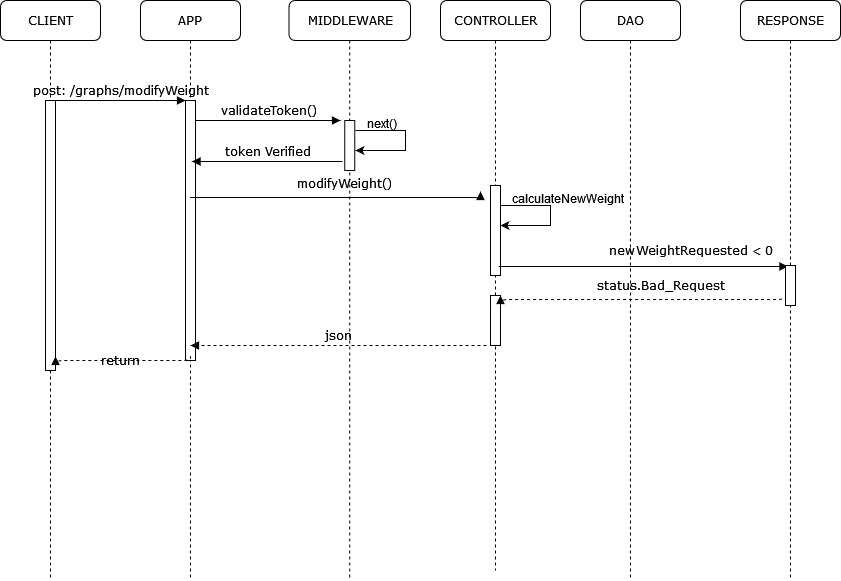 CLIENT
APP
MIDDLEWARE
CONTROLLER
DAO
RESPONSE
post: /graphs/modifyWeight
validateToken()
next()
token Verified
modifyWeight()
calculateNewWeight
newWeightRequested < 0
status.Bad_Request
json
return